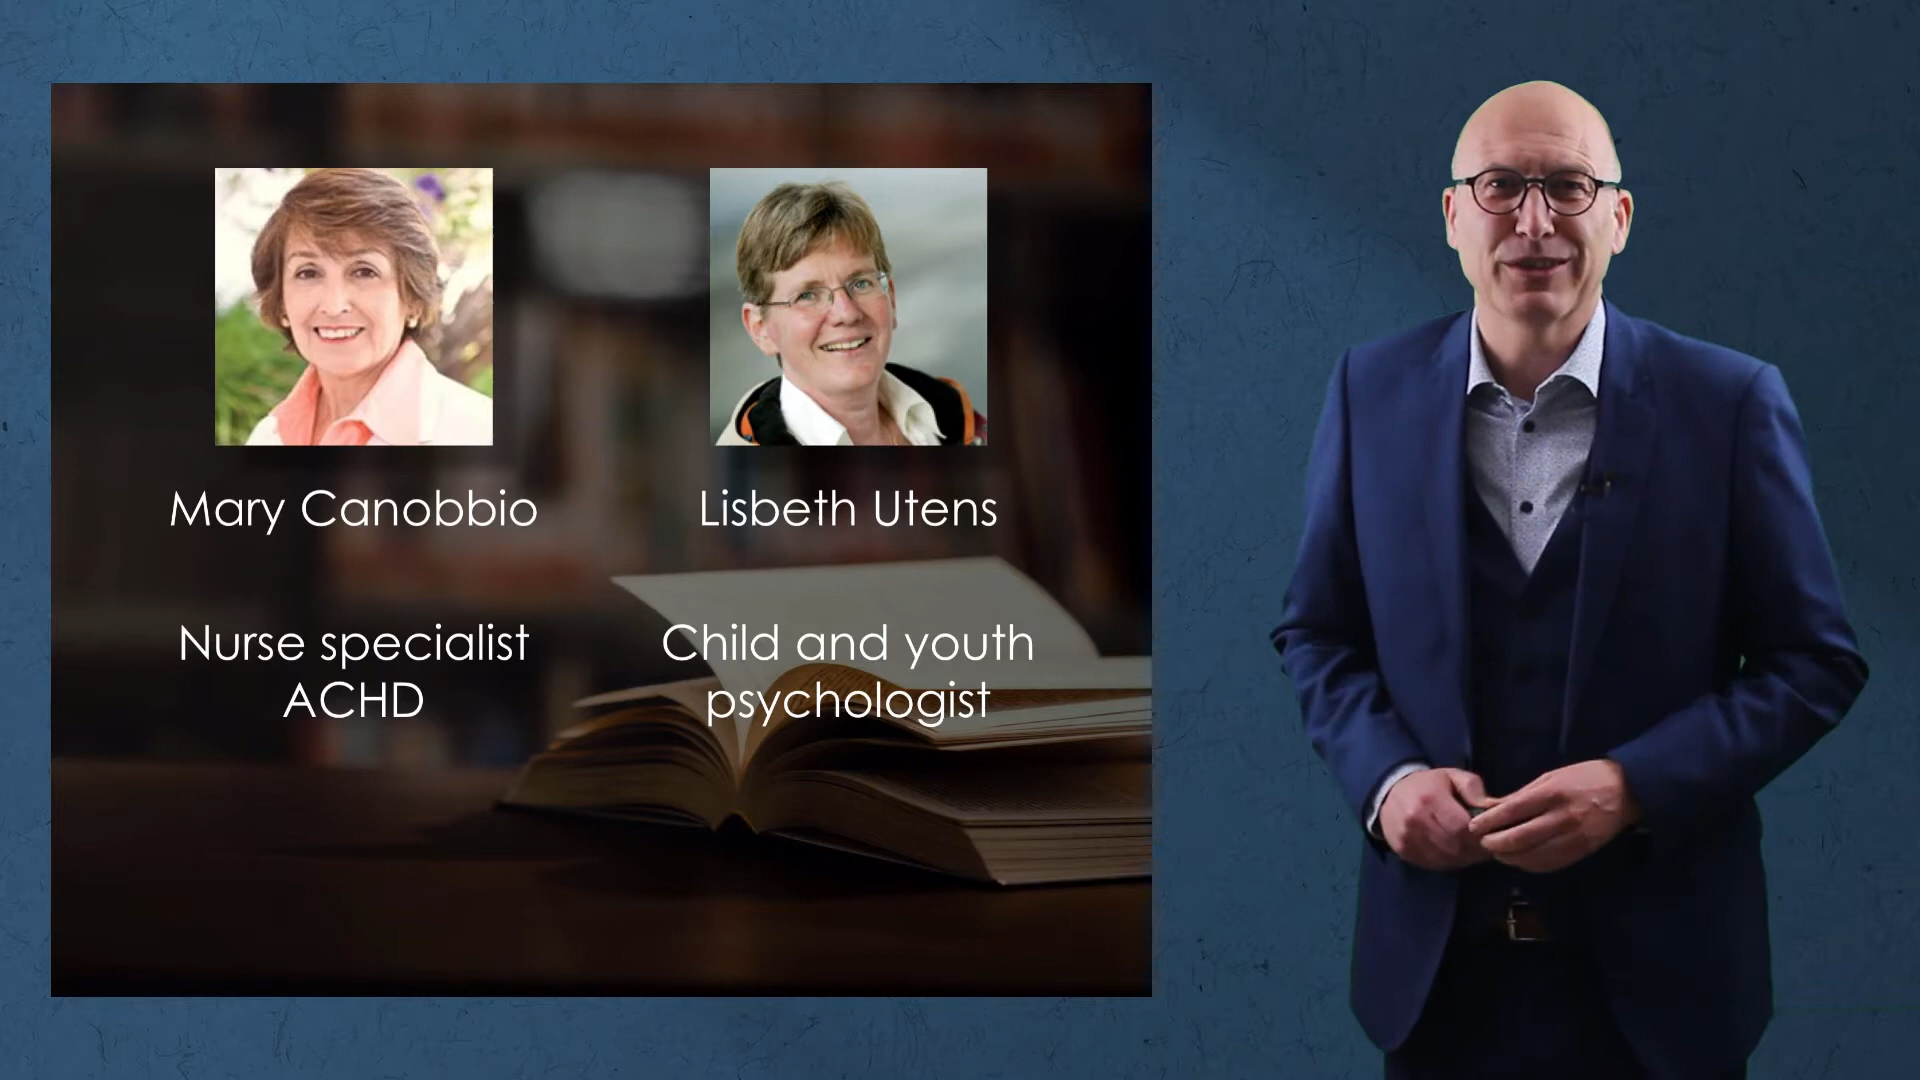 Mary Canobbio
Lisbeth Utens
Nurse specialist
ACHD
Child and youth
psychologist